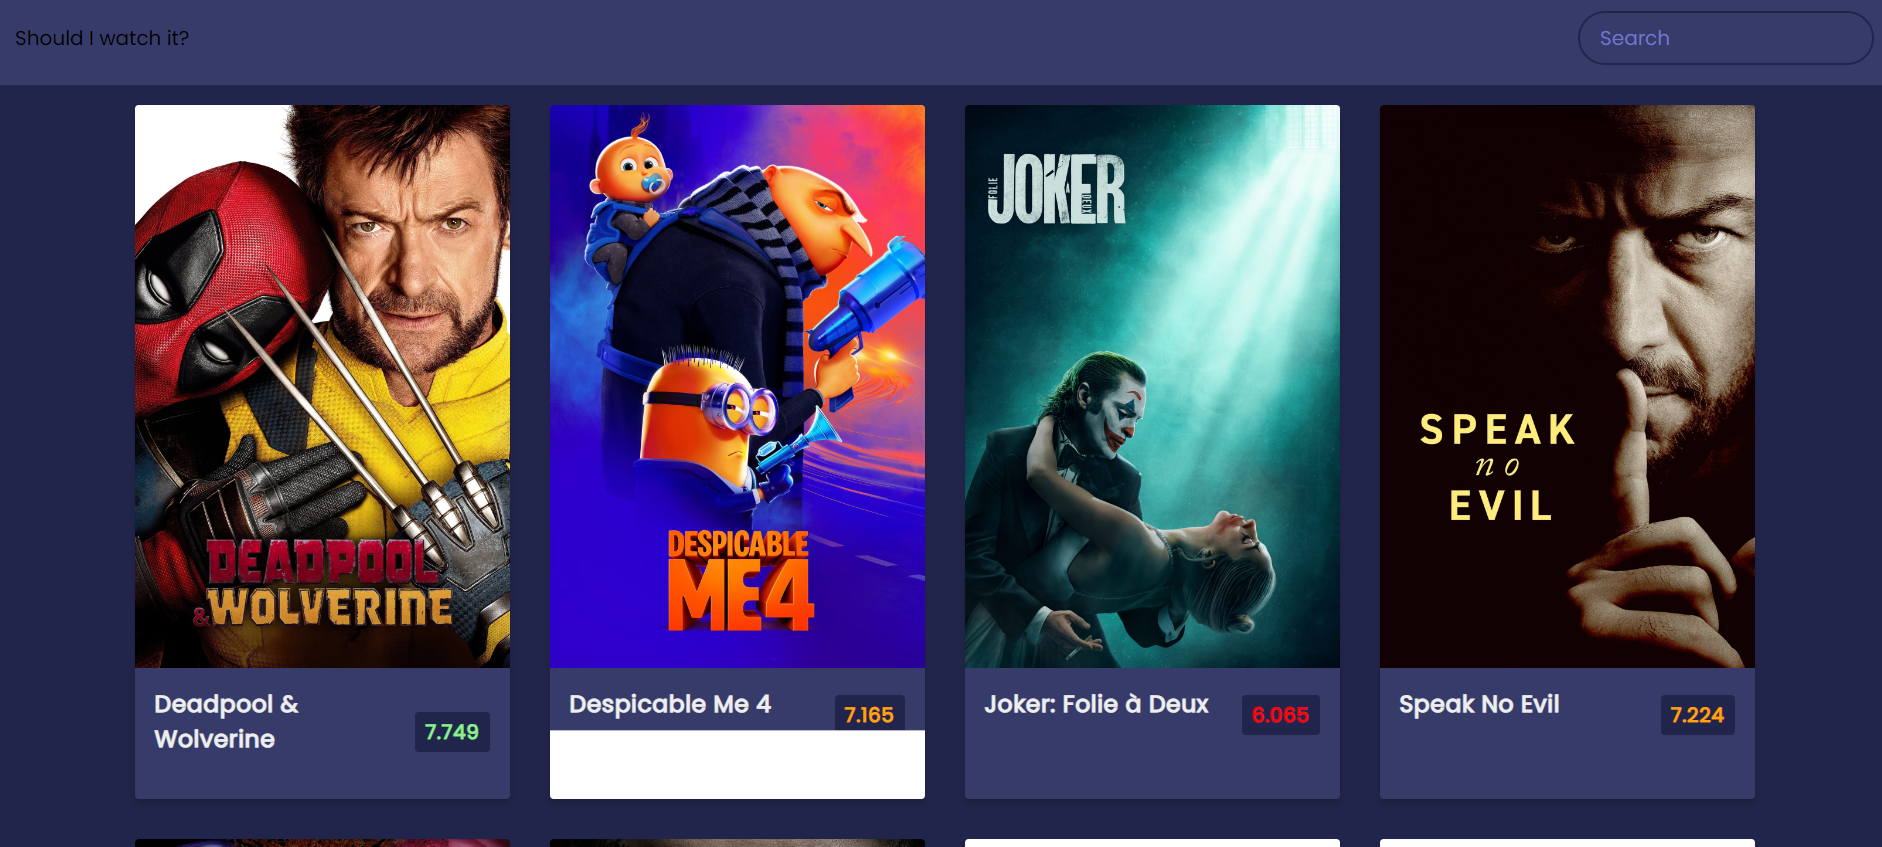 Should I watch it?
Search
DEADPOOL
& WOLVERINE
DESPICABLE
ME 4
JOKER
FOLIE
À
DEUX
SPEAK
no
EVIL
Deadpool &
Wolverine
7.749
Despicable Me 4
7.165
Joker: Folie à Deux
6.065
Speak No Evil
7.224